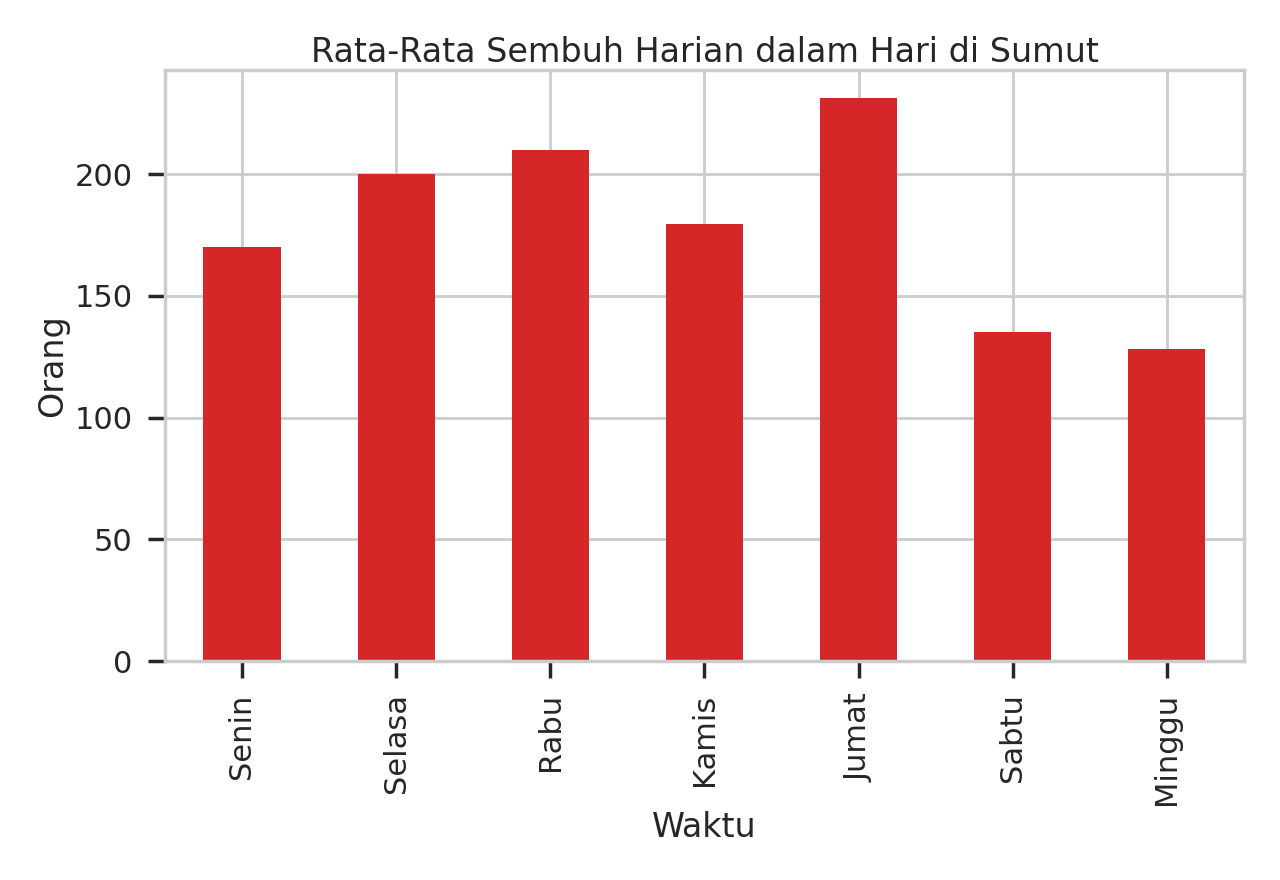 Rata-Rata Sembuh Harian dalam Hari di Sumut
Orang
200
150
100
50
0
Senin
Selasa
Rabu
Kamis
Jumat
Sabtu
Minggu
Waktu